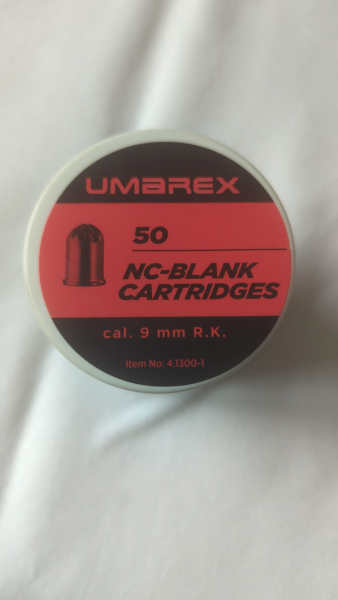 UMAREX
50
NC-BLANK
CARTRIDGES
cal. 9 mm R.K.
Item No: 4.1300-1